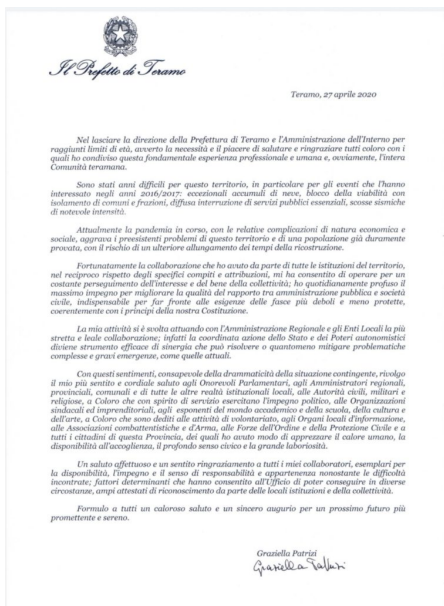 Il Prefetto di Teramo
Teramo, 27 aprile 2020
Nel lasciare la direzione della Prefettura di Teramo e l'Amministrazione dell'Interno per
raggiunti limiti di età, avverto la necessità e il piacere di salutare e ringraziare tutti coloro con i
quali ho condiviso questa fondamentale esperienza professionale e umana e, ovviamente, l'intera
Comunità teramana.
Sono stati anni difficili per questo territorio, in particolare per gli eventi che l'hanno
interessato negli anni 2016/2017: eccezionali accumuli di neve, blocco della viabilità con
isolamento di comuni e frazioni, diffusa interruzione di servizi pubblici essenziali, scosse sismiche
di notevole intensità.
Attualmente la pandemia in corso, con le relative complicazioni di natura economica e
sociale, aggrava i preesistenti problemi di questo territorio e di una popolazione già duramente
provata, con il rischio di un ulteriore allungamento dei tempi della ricostruzione.
Fortunatamente la collaborazione che ho avuto da parte di tutte le istituzioni del territorio,
nel reciproco rispetto degli specifici compiti e attribuzioni, mi ha consentito di operare per un
costante perseguimento dell'interesse e del bene della collettività; ho quotidianamente profuso il
massimo impegno per migliorare la qualità del rapporto tra amministrazione pubblica e società
civile, indispensabile per far fronte alle esigenze delle fasce più deboli e meno protette,
coerentemente con i principi della nostra Costituzione.
La mia attività si è svolta attuando con l'Amministrazione Regionale e gli Enti Locali la più
stretta e leale collaborazione; infatti la coordinata azione dello Stato e dei Poteri autonomistici
diviene strumento efficace di sinergia che può risolvere o quantomeno mitigare problematiche
complesse e gravi emergenze, come quelle attuali.
Con questi sentimenti, consapevole della drammaticità della situazione contingente, rivolgo
il mio più sentito e cordiale saluto agli Onorevoli Parlamentari, agli Amministratori regionali,
provinciali, comunali e di tutte le altre realtà istituzionali locali, alle Autorità civili, militari e
religiose, a Coloro che con spirito di servizio esercitano l'impegno politico, alle Organizzazioni
sindacali ed imprenditoriali, agli esponenti del mondo accademico e della scuola, della cultura e
dell'arte, a Coloro che sono dediti alle attività di volontariato, agli Organi locali d'informazione,
alle Associazioni combattentistiche e d'Arma, alle Forze dell'Ordine e della Protezione Civile e a
tutti i cittadini di questa Provincia, dei quali ho avuto modo di apprezzare il calore umano, la
disponibilità all'accoglienza, il profondo senso civico e la grande laboriosità.
Un saluto affettuoso e un sentito ringraziamento a tutti i miei collaboratori, esemplari per
la disponibilità, l'impegno e il senso di responsabilità e appartenenza nonostante le difficoltà
incontrate; fattori determinanti che hanno consentito all'Ufficio di poter conseguire in diverse
circostanze, ampi attestati di riconoscimento da parte delle locali istituzioni e della collettività.
Formulo a tutti un caloroso saluto e un sincero augurio per un prossimo futuro più
promettente e sereno.
Graziella Patrizi
Graziella Patrizi